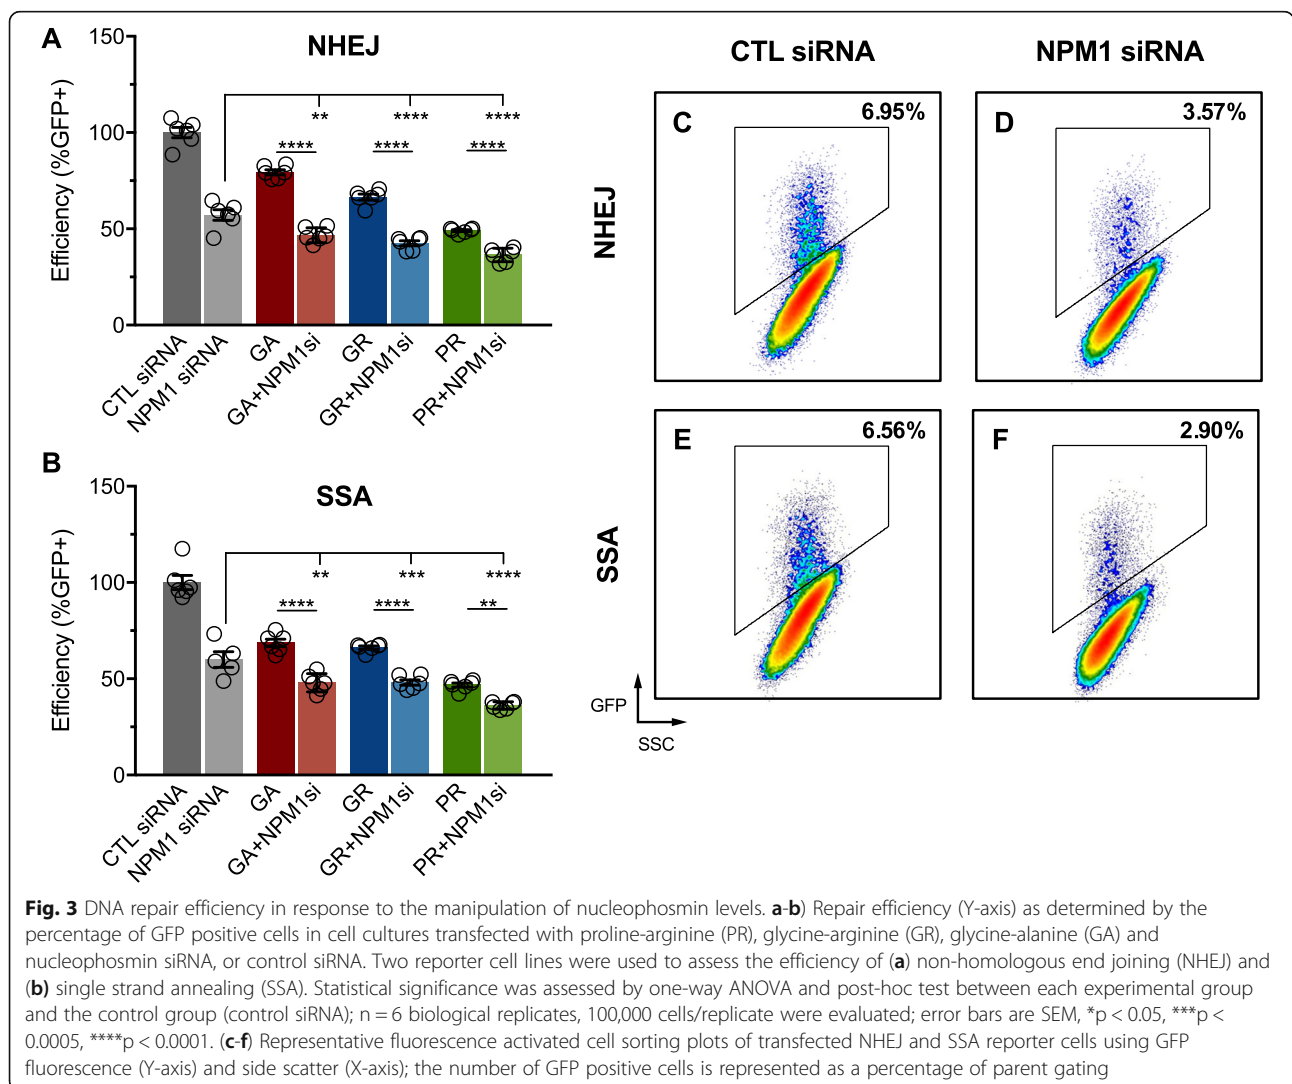 A
NHEJ
Efficiency (%GFP+)
150
100
50
0
**
****
****
****
****
****
CTL siRNA
NPM1 siRNA
GA
GA+NPM1si
GR
GR+NPM1si
PR
PR+NPM1si
B
SSA
Efficiency (%GFP+)
150
100
50
0
**
***
****
****
****
**
CTL siRNA
NPM1 siRNA
GA
GA+NPM1si
GR
GR+NPM1si
PR
PR+NPM1si
CTL siRNA
NPM1 siRNA
NHEJ
C
6.95%
D
3.57%
SSA
E
6.56%
F
2.90%
GFP
SSC
Fig. 3 DNA repair efficiency in response to the manipulation of nucleophosmin levels. a-b) Repair efficiency (Y-axis) as determined by the
percentage of GFP positive cells in cell cultures transfected with proline-arginine (PR), glycine-arginine (GR), glycine-alanine (GA) and
nucleophosmin siRNA, or control siRNA. Two reporter cell lines were used to assess the efficiency of (a) non-homologous end joining (NHEJ) and
(b) single strand annealing (SSA). Statistical significance was assessed by one-way ANOVA and post-hoc test between each experimental group
and the control group (control siRNA); n = 6 biological replicates, 100,000 cells/replicate were evaluated; error bars are SEM, *p < 0.05, ***p <
0.0005, ****p < 0.0001. (c-f) Representative fluorescence activated cell sorting plots of transfected NHEJ and SSA reporter cells using GFP
fluorescence (Y-axis) and side scatter (X-axis); the number of GFP positive cells is represented as a percentage of parent gating